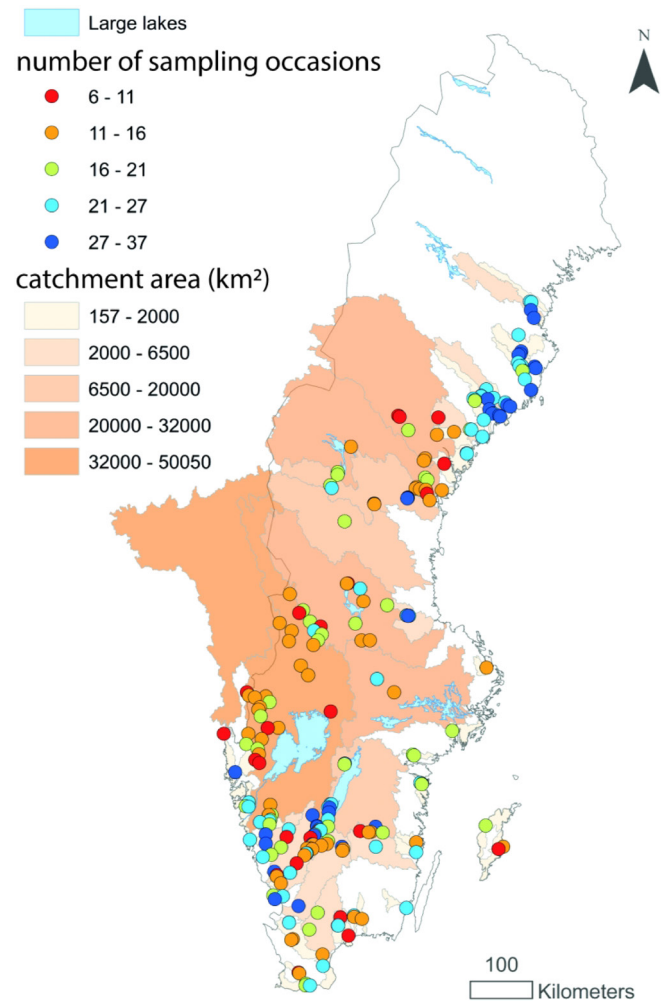 Large lakes
number of sampling occasions
6 - 11
11 - 16
16 - 21
21 - 27
27 - 37
catchment area (km²)
157 - 2000
2000 - 6500
6500 - 20000
20000 - 32000
32000 - 50050
N
100
Kilometers